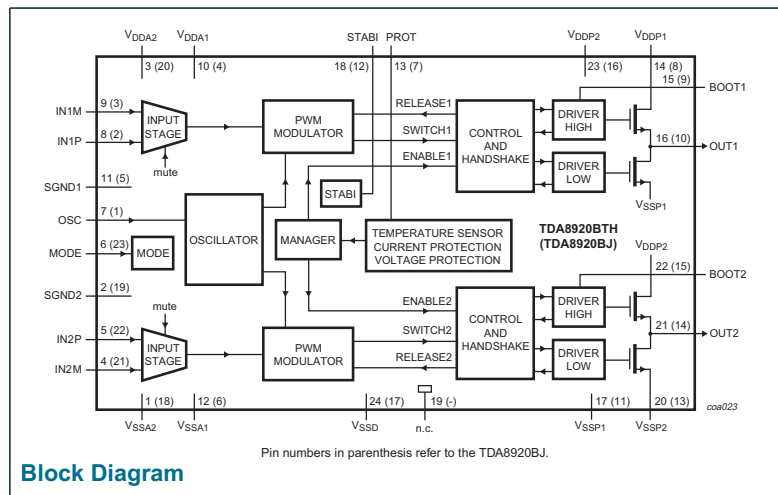 VDDA2 VDDA1 STABI PROT VDDP2 VDDP1
3 (20) 10 (4) 18 (12) 13 (7) 23 (16) 14 (8)
15 (9)
BOOT1
IN1M 9 (3)
IN1P 8 (2)
INPUT STAGE
mute
PWM MODULATOR
RELEASE1
SWITCH1
ENABLE1
CONTROL AND HANDSHAKE
DRIVER HIGH
DRIVER LOW
16 (10) OUT1
VSSP1
SGND1 11 (5)
OSC 7 (1)
MODE 6 (23)
MODE
SGND2 2 (19)
OSCILLATOR
STABI
MANAGER
TEMPERATURE SENSOR
CURRENT PROTECTION
VOLTAGE PROTECTION
TDA8920BTH
(TDA8920BJ)
VDDP2
22 (15) BOOT2
mute
IN2P 5 (22)
IN2M 4 (21)
INPUT STAGE
PWM MODULATOR
ENABLE2
SWITCH2
RELEASE2
CONTROL AND HANDSHAKE
DRIVER HIGH
DRIVER LOW
21 (14) OUT2
1 (18) 12 (6) 24 (17) 19 (-) 17 (11) 20 (13)
coa023
VSSA2 VSSA1 VSSD n.c. VSSP1 VSSP2
Pin numbers in parenthesis refer to the TDA8920BJ.
Block Diagram